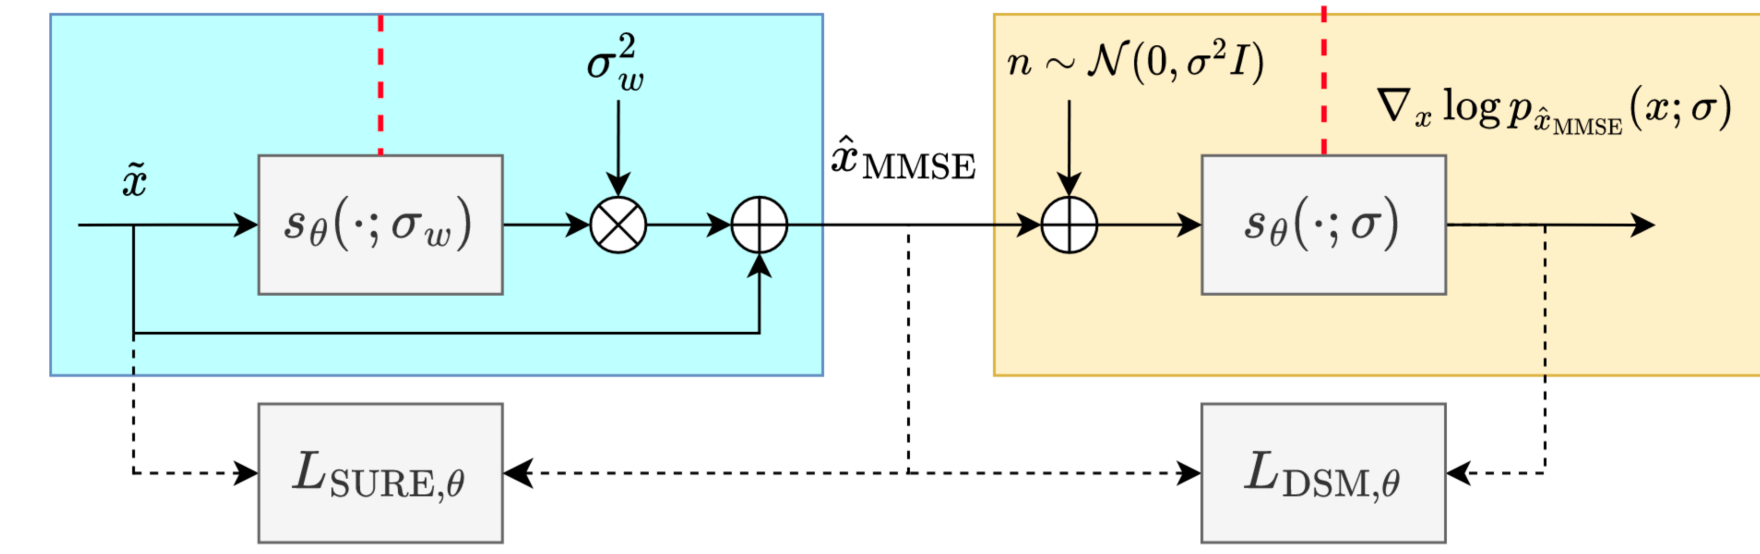 σ_w^2
n ∼ 𝒩(0, σ^2 I)
∇_x log p_{x̂_MMSE}(x; σ)
x̃
x̂_MMSE
s_θ(·; σ_w)
s_θ(·; σ)
L_{SURE,θ}
L_{DSM,θ}